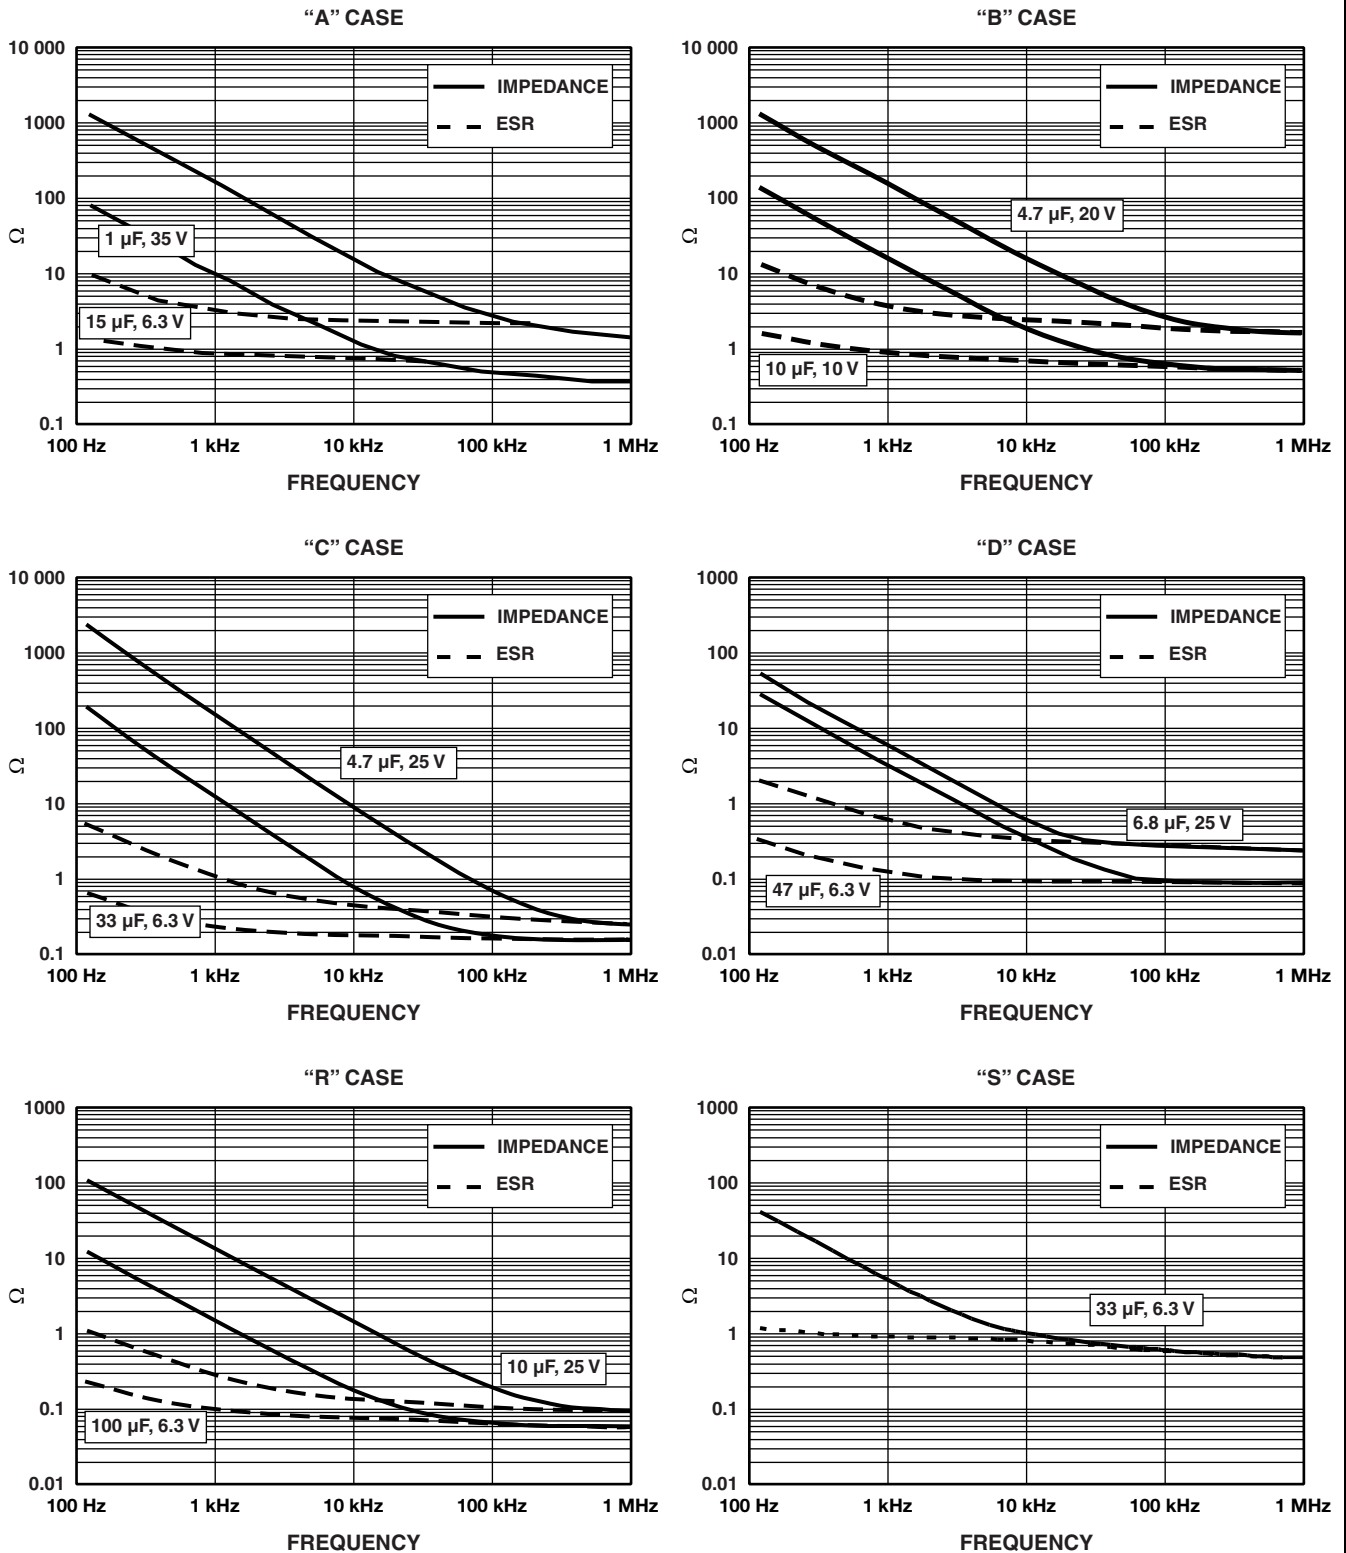 “A” CASE
10 000
1000
100
10
1
0.1
Ω
IMPEDANCE
ESR
1 µF, 35 V
15 µF, 6.3 V
100 Hz 1 kHz 10 kHz 100 kHz 1 MHz
FREQUENCY
“B” CASE
10 000
1000
100
10
1
0.1
Ω
IMPEDANCE
ESR
4.7 µF, 20 V
10 µF, 10 V
100 Hz 1 kHz 10 kHz 100 kHz 1 MHz
FREQUENCY
“C” CASE
10 000
1000
100
10
1
0.1
Ω
IMPEDANCE
ESR
4.7 µF, 25 V
33 µF, 6.3 V
100 Hz 1 kHz 10 kHz 100 kHz 1 MHz
FREQUENCY
“D” CASE
1000
100
10
1
0.1
0.01
Ω
IMPEDANCE
ESR
6.8 µF, 25 V
47 µF, 6.3 V
100 Hz 1 kHz 10 kHz 100 kHz 1 MHz
FREQUENCY
“R” CASE
1000
100
10
1
0.1
0.01
Ω
IMPEDANCE
ESR
10 µF, 25 V
100 µF, 6.3 V
100 Hz 1 kHz 10 kHz 100 kHz 1 MHz
FREQUENCY
“S” CASE
1000
100
10
1
0.1
0.01
Ω
IMPEDANCE
ESR
33 µF, 6.3 V
100 Hz 1 kHz 10 kHz 100 kHz 1 MHz
FREQUENCY